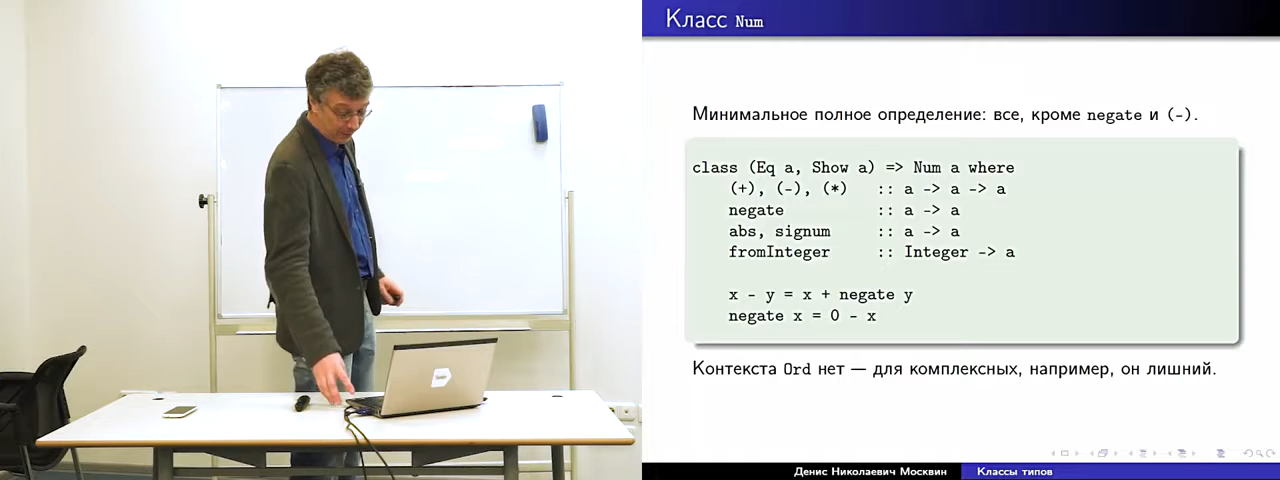 Класс Num
Минимальное полное определение: все, кроме negate и (-).
class (Eq a, Show a) => Num a where
(+), (-), (*) :: a -> a -> a
negate :: a -> a
abs, signum :: a -> a
fromInteger :: Integer -> a
x - y = x + negate y
negate x = 0 - x
Контекста Ord нет — для комплексных, например, он лишний.
Денис Николаевич Москвин
Классы типов